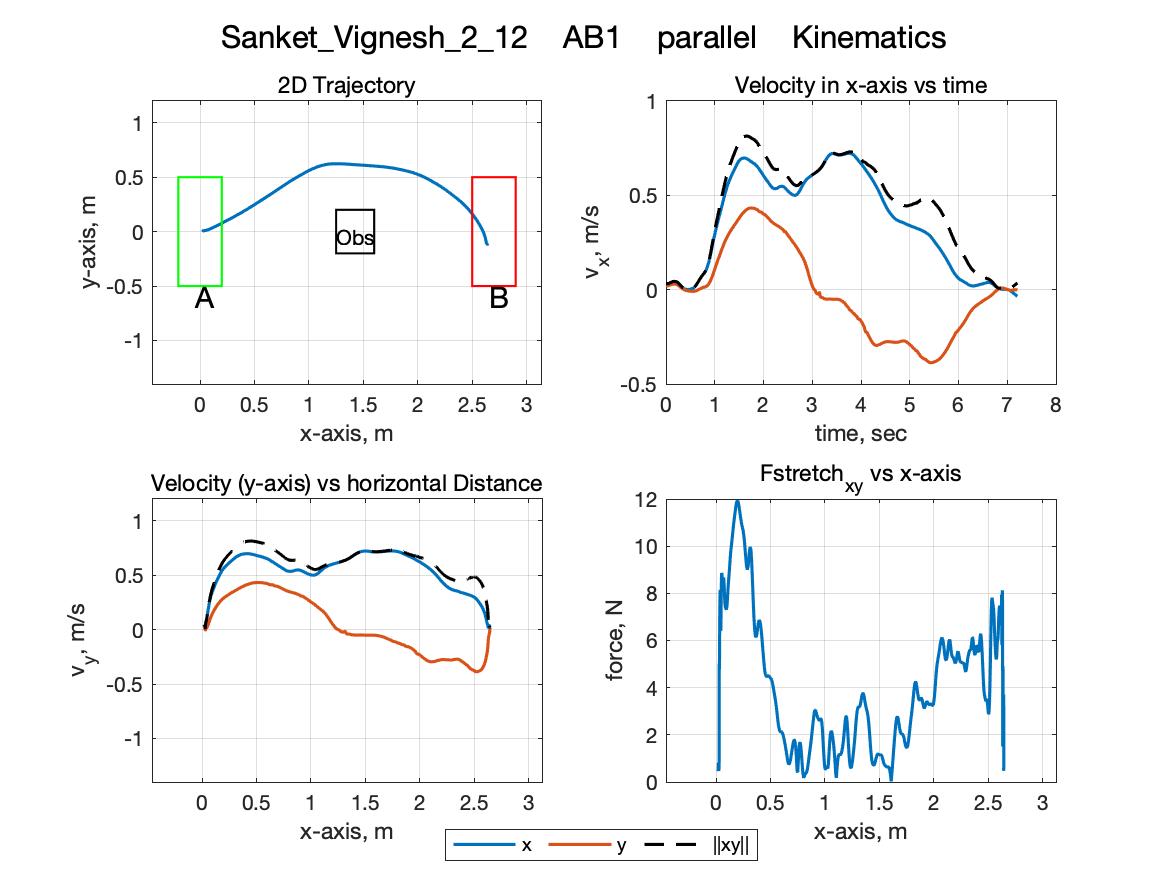 Sanket_Vignesh_2_12 AB1 parallel Kinematics
2D Trajectory
1
0.5
0
-0.5
-1
y-axis, m
A
Obs
B
0 0.5 1 1.5 2 2.5 3
x-axis, m
Velocity in x-axis vs time
1
0.5
0
-0.5
v_x, m/s
0 1 2 3 4 5 6 7 8
time, sec
Velocity (y-axis) vs horizontal Distance
1
0.5
0
-0.5
-1
v_y, m/s
0 0.5 1 1.5 2 2.5 3
x-axis, m
Fstretch_xy vs x-axis
12
10
8
6
4
2
0
force, N
0 0.5 1 1.5 2 2.5 3
x-axis, m
x y ||xy||